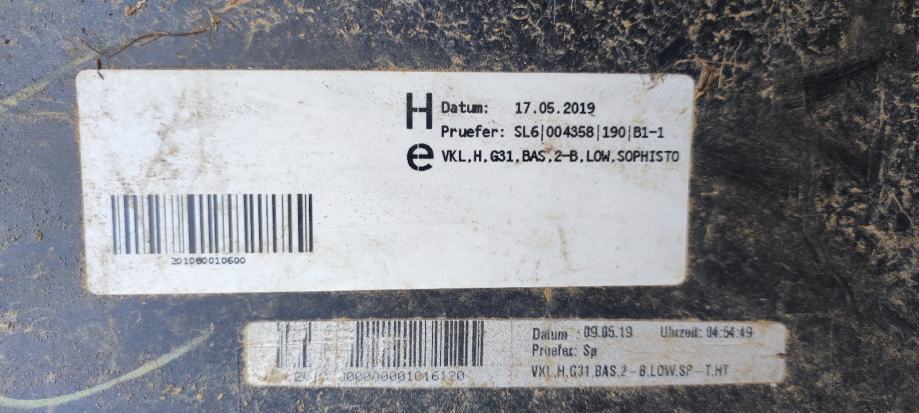 H Datum: 17.05.2019
Pruefer: SL6|004358|190|B1-1
e VKL,H,G31,BAS,2-B,LOW,SOPHISTO
201080010600
Datum : 09.05.19 Uhrzeit: 04:54:49
Pruefer: Sp
VKL,H,G31,BAS,2-B,LOW,SP-T,HT